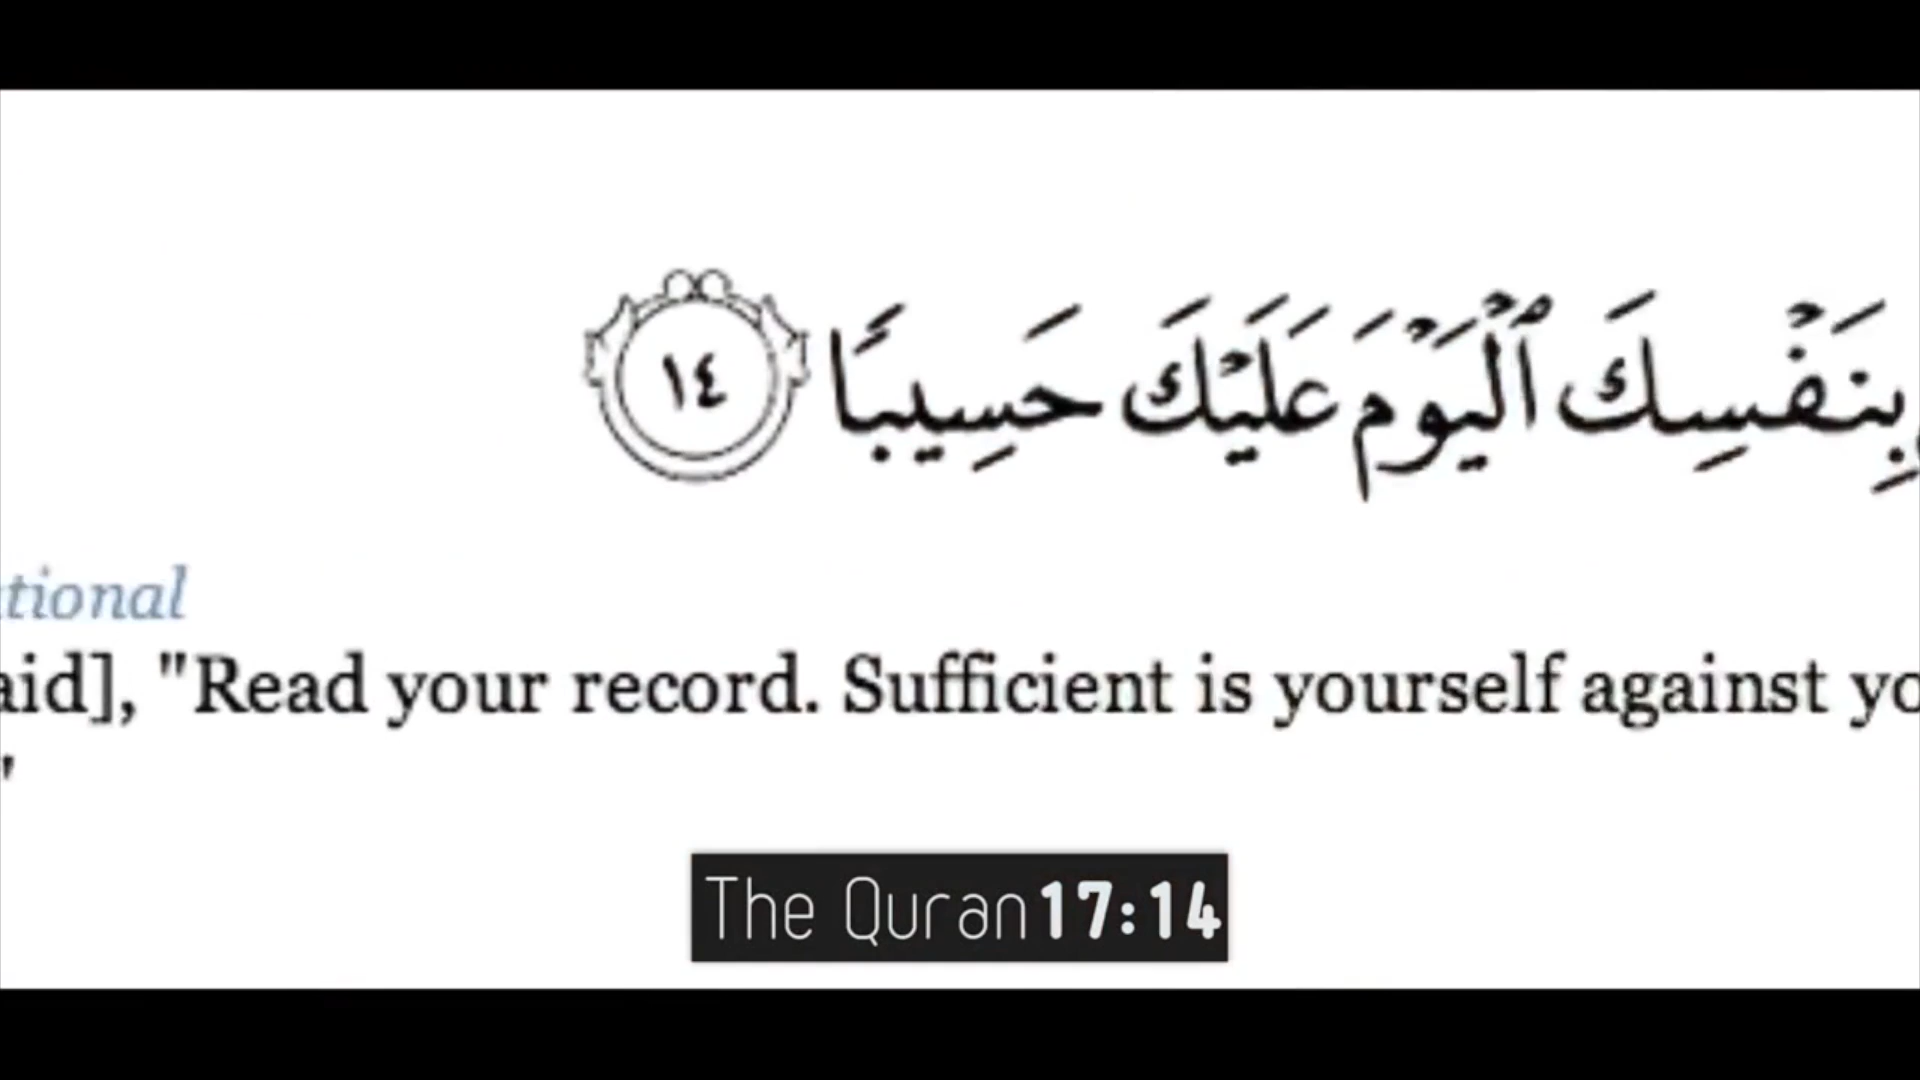 بِنَفْسِكَ ٱلْيَوْمَ عَلَيْكَ حَسِيبًا ١٤
tional
aid], "Read your record. Sufficient is yourself against yo
"
The Quran 17:14